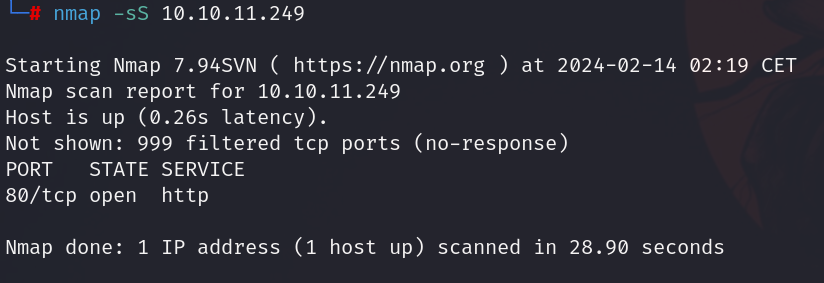 └─# nmap -sS 10.10.11.249
Starting Nmap 7.94SVN ( https://nmap.org ) at 2024-02-14 02:19 CET
Nmap scan report for 10.10.11.249
Host is up (0.26s latency).
Not shown: 999 filtered tcp ports (no-response)
PORT   STATE SERVICE
80/tcp open  http
Nmap done: 1 IP address (1 host up) scanned in 28.90 seconds